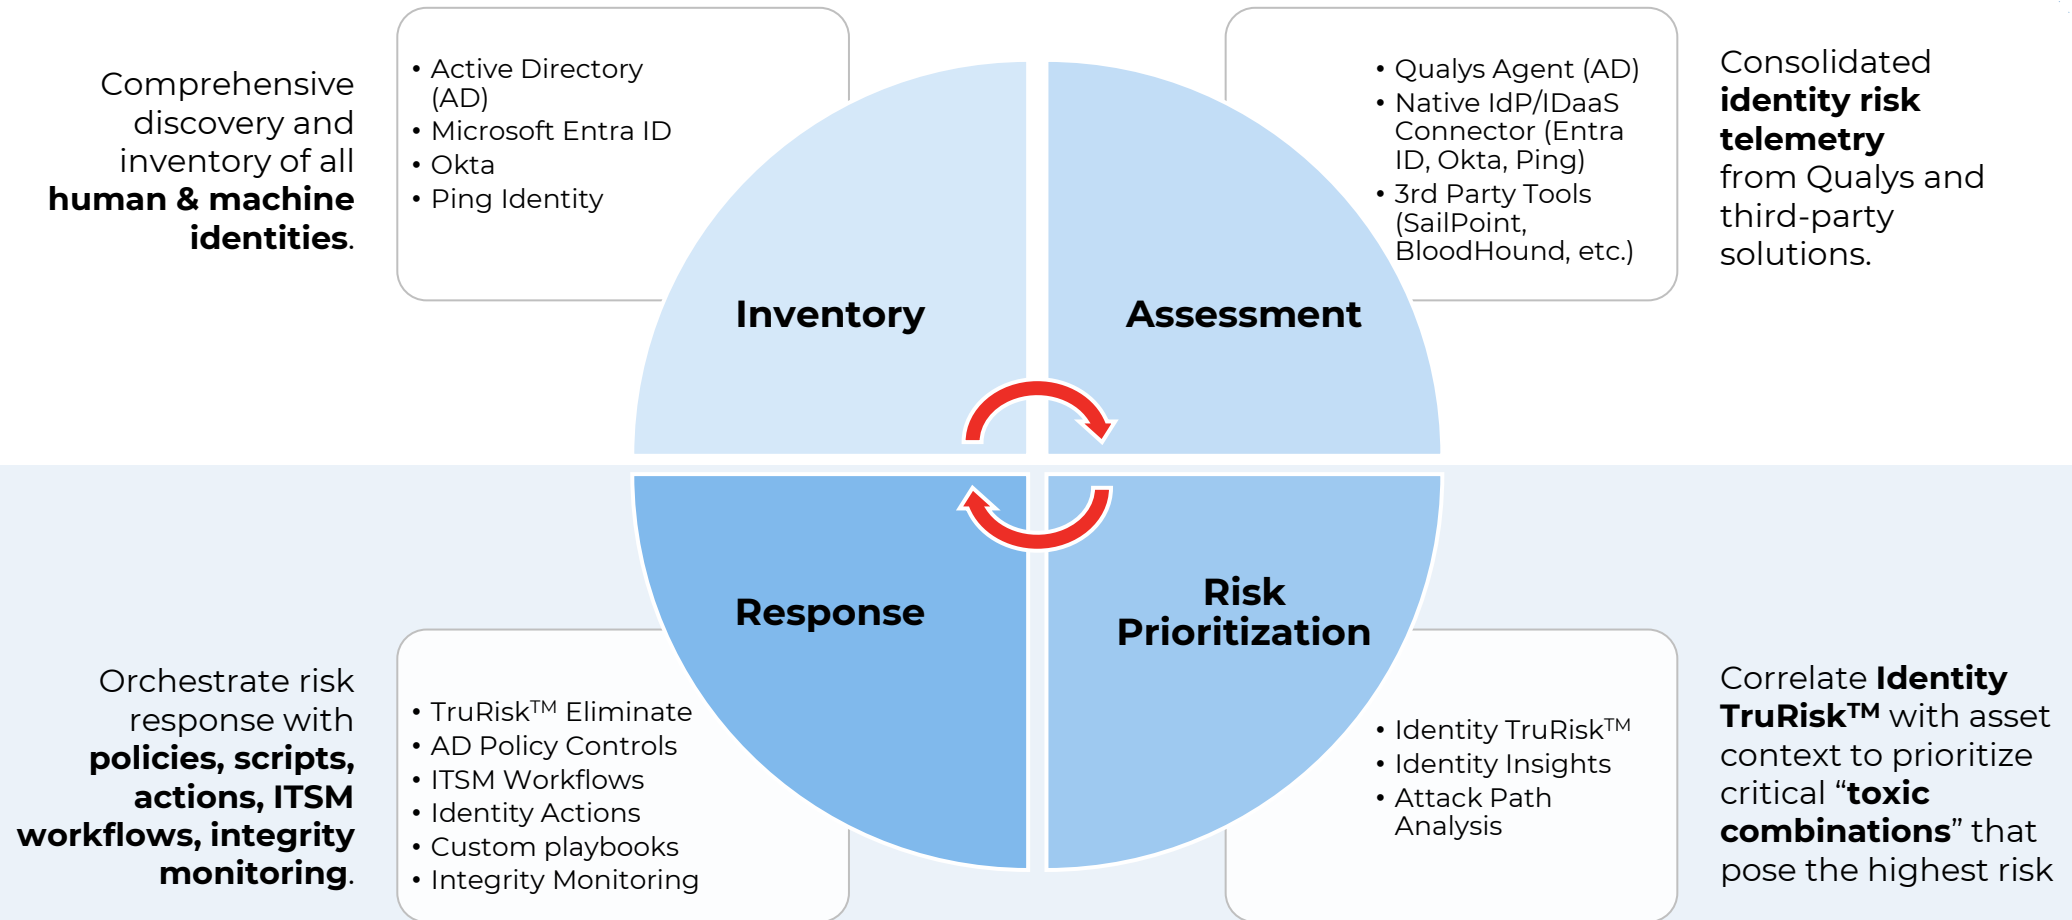 Comprehensive
discovery and
inventory of all
human & machine
identities.
• Active Directory
(AD)
• Microsoft Entra ID
• Okta
• Ping Identity
Inventory
Assessment
• Qualys Agent (AD)
• Native IdP/IDaaS
Connector (Entra
ID, Okta, Ping)
• 3rd Party Tools
(SailPoint,
BloodHound, etc.)
Consolidated
identity risk
telemetry
from Qualys and
third-party
solutions.
Orchestrate risk
response with
policies, scripts,
actions, ITSM
workflows, integrity
monitoring.
• TruRisk™ Eliminate
• AD Policy Controls
• ITSM Workflows
• Identity Actions
• Custom playbooks
• Integrity Monitoring
Response
Risk
Prioritization
• Identity TruRisk™
• Identity Insights
• Attack Path
Analysis
Correlate Identity
TruRisk™ with asset
context to prioritize
critical “toxic
combinations” that
pose the highest risk